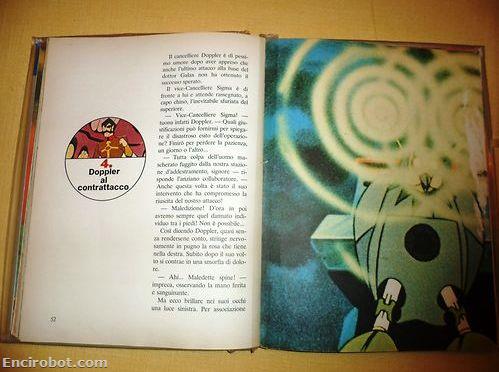 Il cancelliere Doppler è di pessi-
mo umore dopo aver appreso che
anche l'ultimo attacco alla base del
dottor Galas non ha ottenuto il
successo sperato.
Il vice-Cancelliere Sigma è di
fronte a lui e attende rassegnato, a
capo chino, l'inevitabile sfuriata del
superiore.
— Vice-Cancelliere Sigma! —
tuona infatti Doppler. — Quali giu-
stificazioni può fornirmi per spiega-
re il disastroso esito dell'operazio-
ne? Finirò per perdere la pazienza,
un giorno o l'altro...
— Tutta colpa dell'uomo ma-
scherato fuggito dalla nostra stazio-
ne d'addestramento, signore — ri-
sponde l'anziano collaboratore. —
Anche questa volta è stato il suo
intervento che ha compromesso la
riuscita del nostro attacco!
— Maledizione! D'ora in poi
avremo sempre quel dannato indi-
viduo tra i piedi! Non è possibile...
Così dicendo Doppler, quasi sen-
za rendersene conto, stringe nervo-
samente in pugno la rosa che tiene
nella destra. Subito dopo il suo vol-
to si contrae in una smorfia di dolo-
re.
— Ahi... Maledette spine! —
impreca, osservando la mano ferita
e sanguinante.
Ma ecco brillare nei suoi occhi
una luce sinistra. Per associazione
4.
Doppler
al
contrattacco
52
Encirobot.com